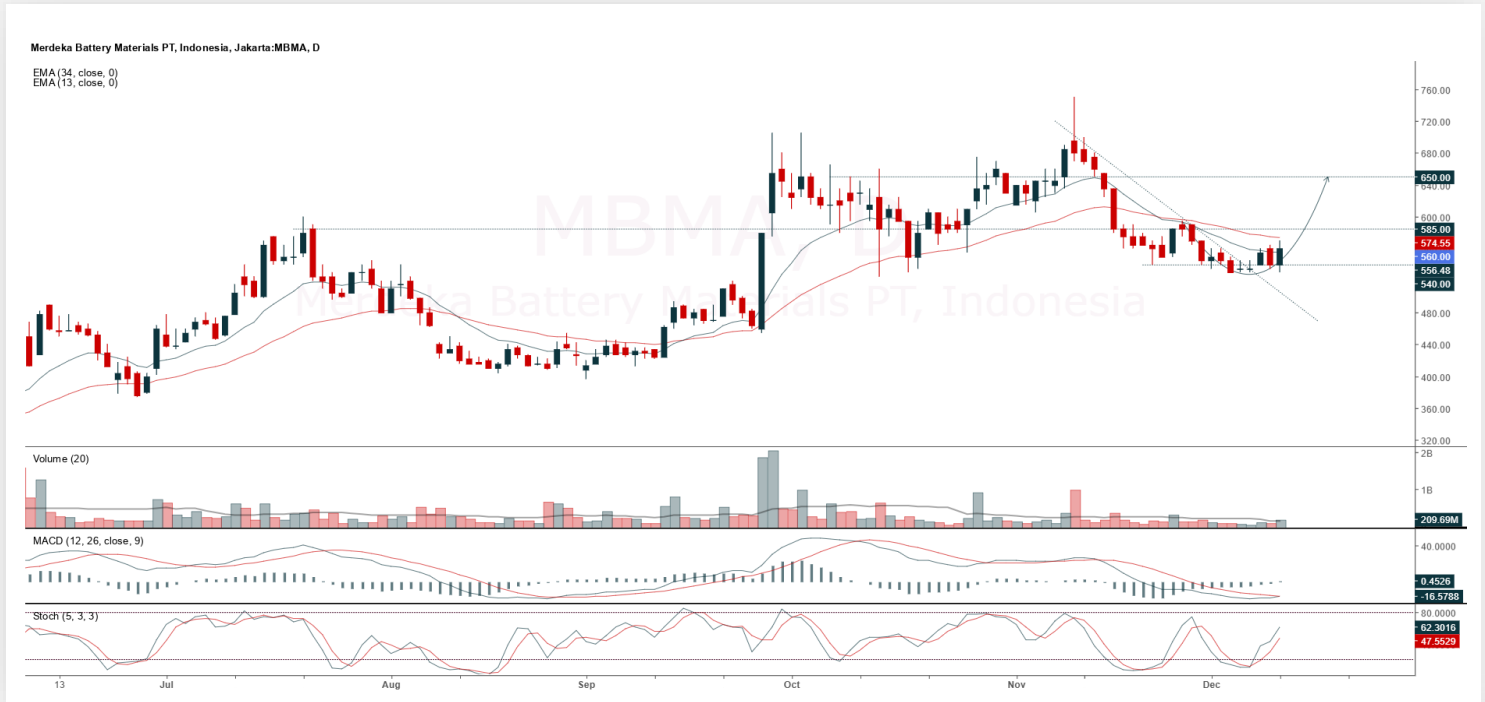 Merdeka Battery Materials PT, Indonesia, Jakarta:MBMA, D
EMA (34, close, 0)
EMA (13, close, 0)
MBMA, D
Merdeka Battery Materials PT, Indonesia
760.00
720.00
680.00
650.00
640.00
600.00
585.00
574.55
560.00
556.48
540.00
480.00
440.00
400.00
360.00
320.00
Volume (20)
2B
1B
209.69M
MACD (12, 26, close, 9)
40.0000
0.4526
-16.5788
Stoch (5, 3, 3)
80.0000
62.3016
47.5529
13 Jul Aug Sep Oct Nov Dec